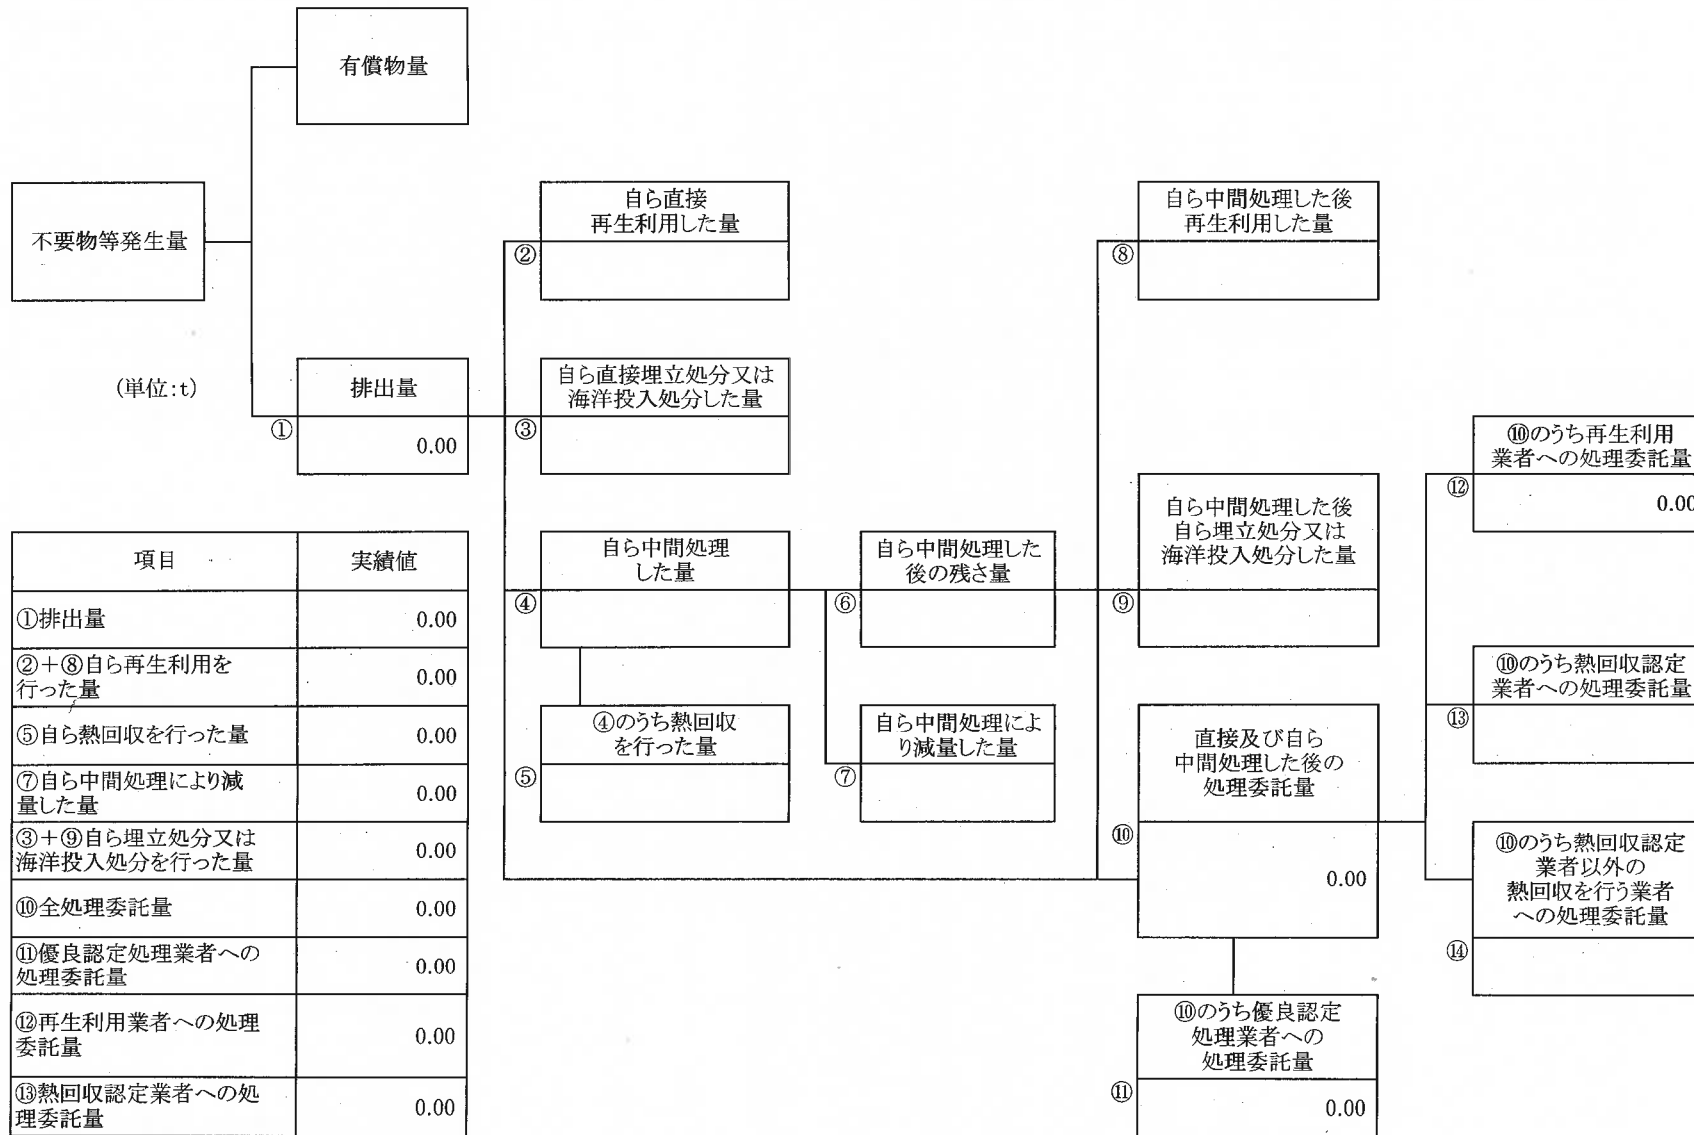 有償物量
不要物等発生量
(単位:t)
排出量
①
0.00
自ら直接
再生利用した量
②
自ら直接埋立処分又は
海洋投入処分した量
③
自ら中間処理
した量
④
④のうち熱回収
を行った量
⑤
自ら中間処理した
後の残さ量
⑥
自ら中間処理によ
り減量した量
⑦
自ら中間処理した後
再生利用した量
⑧
自ら中間処理した後
自ら埋立処分又は
海洋投入処分した量
⑨
直接及び自ら
中間処理した後の
処理委託量
⑩
0.00
⑩のうち優良認定
処理業者への
処理委託量
⑪
0.00
⑩のうち再生利用
業者への処理委託量
⑫
0.00
⑩のうち熱回収認定
業者への処理委託量
⑬
⑩のうち熱回収認定
業者以外の
熱回収を行う業者
への処理委託量
⑭
項目 実績値
①排出量 0.00
②+⑧自ら再生利用を
行った量 0.00
⑤自ら熱回収を行った量 0.00
⑦自ら中間処理により減
量した量 0.00
③+⑨自ら埋立処分又は
海洋投入処分を行った量 0.00
⑩全処理委託量 0.00
⑪優良認定処理業者への
処理委託量 0.00
⑫再生利用業者への処理
委託量 0.00
⑬熱回収認定業者への処
理委託量 0.00